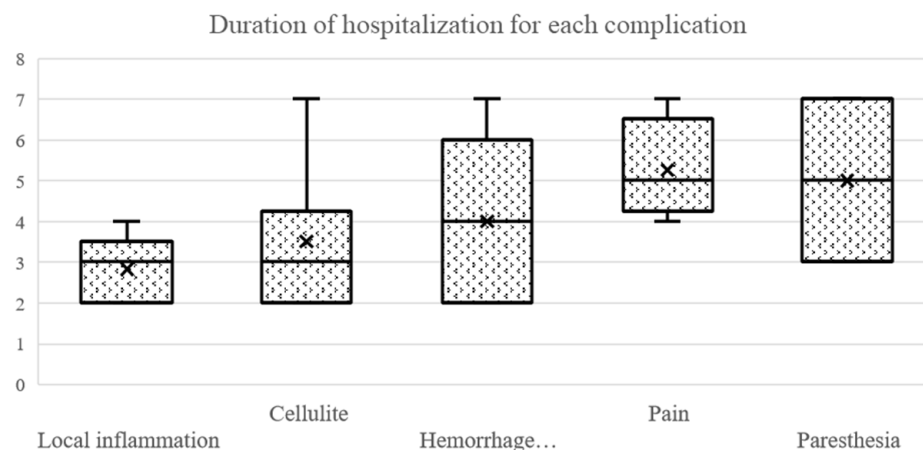 Duration of hospitalization for each complication
8
7
6
5
4
3
2
1
0
Cellulite
Pain
Local inflammation
Hemorrhage…
Paresthesia